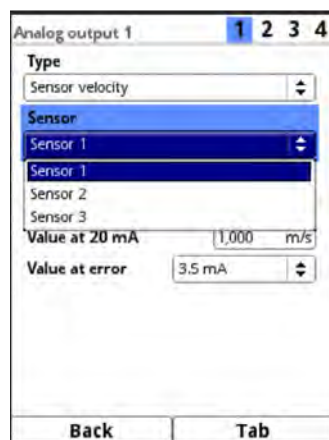 Analog output 1 1 2 3 4
Type
Sensor velocity
Sensor
Sensor 1
Sensor 1
Sensor 2
Sensor 3
Value at 20 mA 1,000 m/s
Value at error 3.5 mA
Back Tab